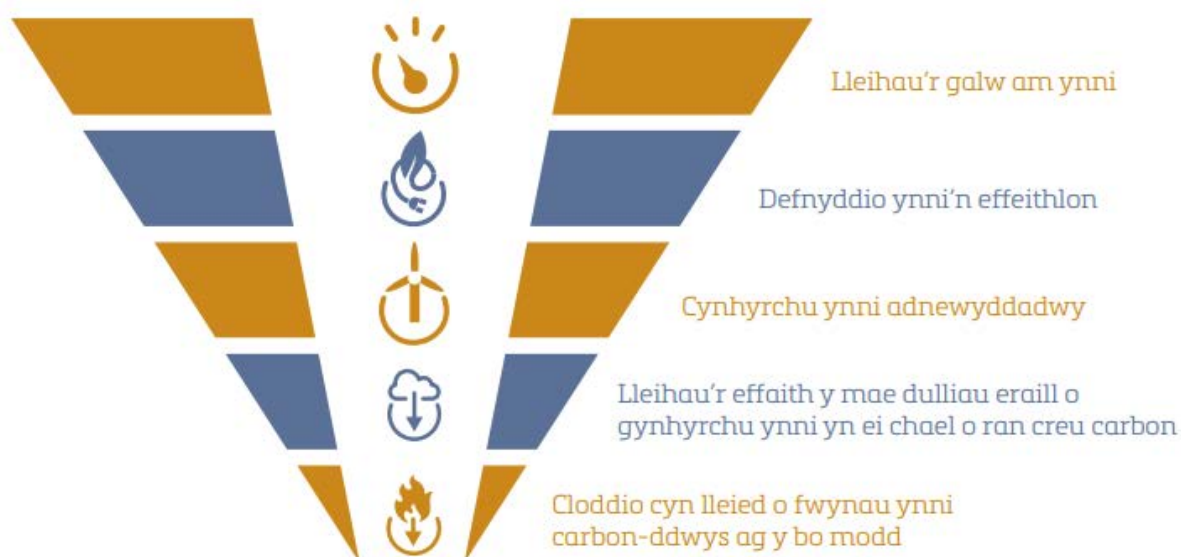 Lleihau'r galw am ynni
Defnyddio ynni'n effeithlon
Cynhyrchu ynni adnewyddadwy
Lleihau'r effaith y mae dulliau eraill o
gynhyrchu ynni yn ei chael o ran creu carbon
Cloddio cyn lleied o fwynau ynni
carbon-ddwys ag y bo modd